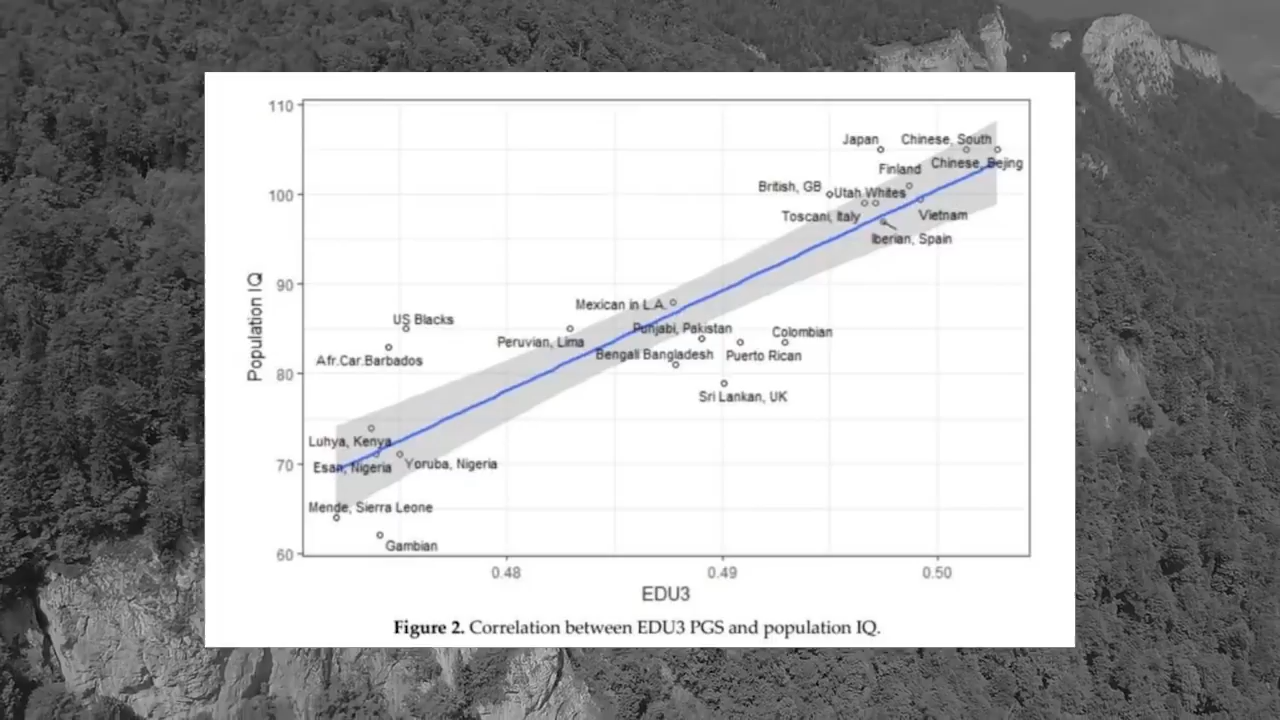 110
Japan
Chinese, South
Chinese, Bejing
Finland
British, GB
Utah Whites
100
Toscani, Italy
Vietnam
Iberian, Spain
90
Mexican in L.A.
US Blacks
Punjabi, Pakistan
Colombian
Peruvian, Lima
Afr.Car.Barbados
Bengali Bangladesh
Puerto Rican
80
Sri Lankan, UK
Population IQ
Luhya, Kenya
70
Esan, Nigeria
Yoruba, Nigeria
Mende, Sierra Leone
Gambian
60
0.48
0.49
0.50
EDU3
Figure 2. Correlation between EDU3 PGS and population IQ.